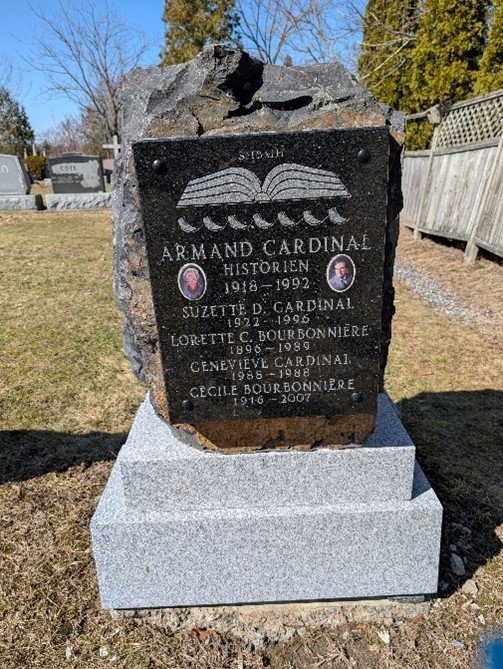 ARMAND CARDINAL
HISTORIEN
1918 - 1992
SUZETTE D. CARDINAL
1922 - 1996
LORETTE C. BOURBONNIÈRE
1896 - 1989
GENEVIÈVE CARDINAL
1988 - 1988
CÉCILE BOURBONNIÈRE
1916 - 2007